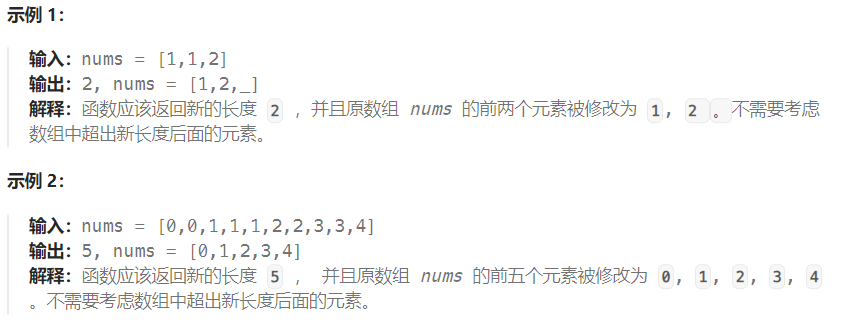 示例 1：
输入：nums = [1,1,2]
输出：2, nums = [1,2,_]
解释：函数应该返回新的长度 2 ，并且原数组 nums 的前两个元素被修改为 1, 2 。不需要考虑
数组中超出新长度后面的元素。
示例 2：
输入：nums = [0,0,1,1,1,2,2,3,3,4]
输出：5, nums = [0,1,2,3,4]
解释：函数应该返回新的长度 5 ， 并且原数组 nums 的前五个元素被修改为 0, 1, 2, 3, 4
。不需要考虑数组中超出新长度后面的元素。